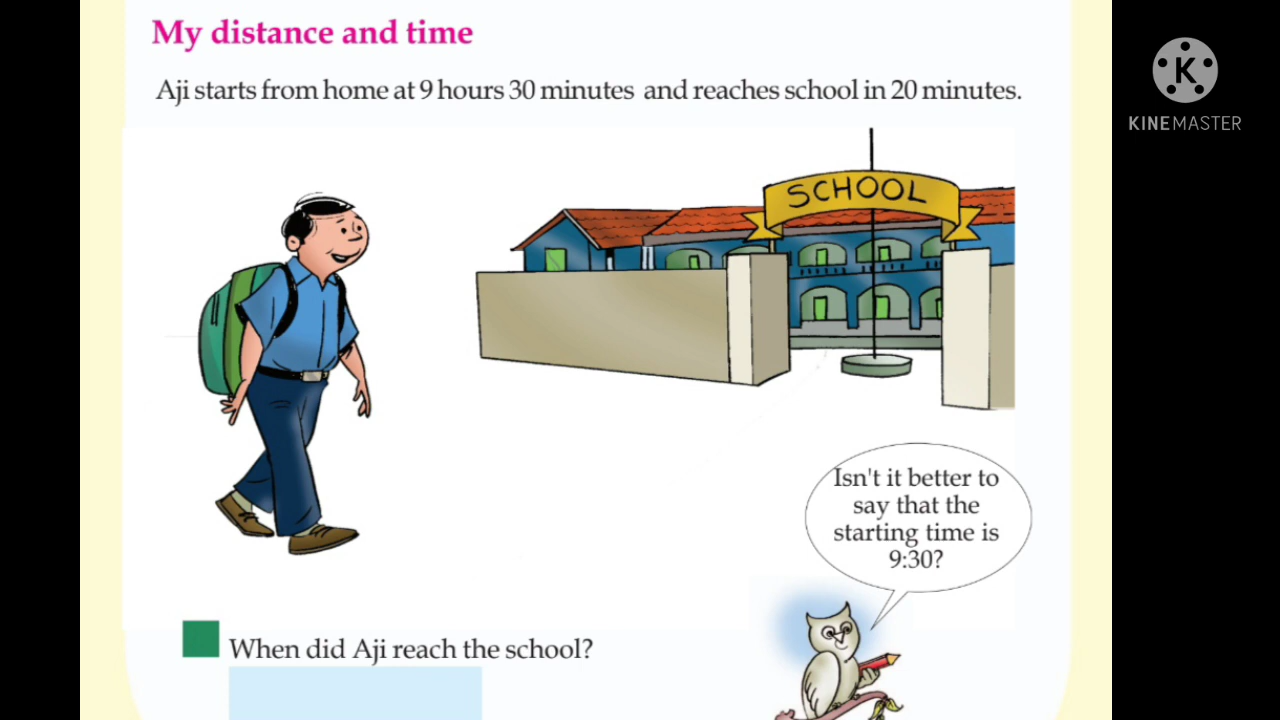 My distance and time
Aji starts from home at 9 hours 30 minutes and reaches school in 20 minutes.
K
KINEMASTER
SCHOOL
Isn't it better to
say that the
starting time is
9:30?
When did Aji reach the school?